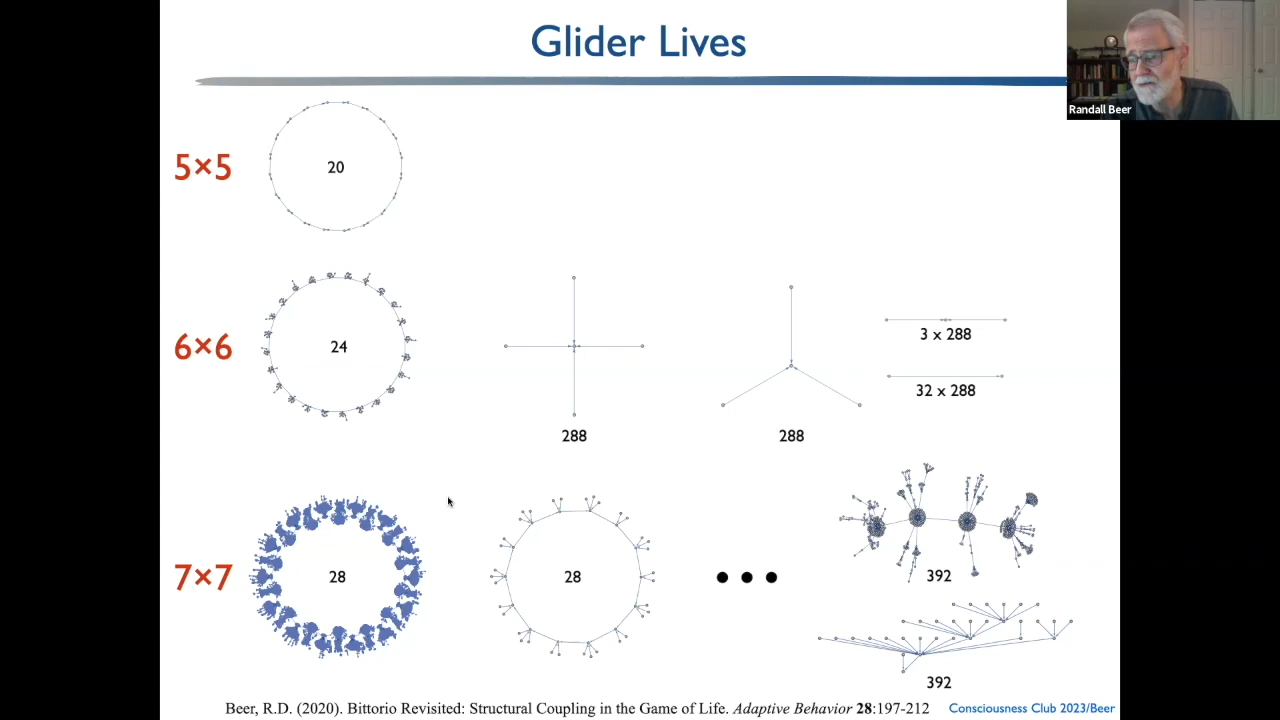 Glider Lives
Randall Beer
5×5
20
6×6
24
288
288
3 x 288
32 x 288
7×7
28
28
392
392
Beer, R.D. (2020). Bittorio Revisited: Structural Coupling in the Game of Life. Adaptive Behavior 28:197-212
Consciousness Club 2023/Beer